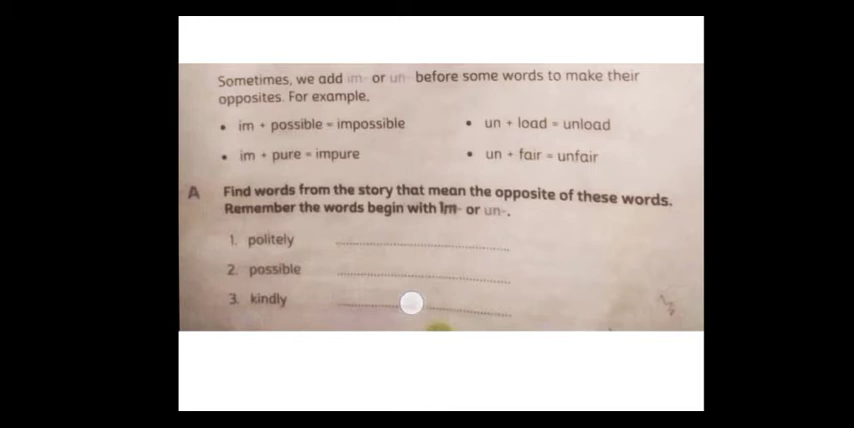 Sometimes, we add im- or un- before some words to make their
opposites. For example,
• im + possible = impossible
• un + load = unload
• im + pure = impure
• un + fair = unfair
A Find words from the story that mean the opposite of these words.
Remember the words begin with Im- or un-.
1. politely
2. possible
3. kindly